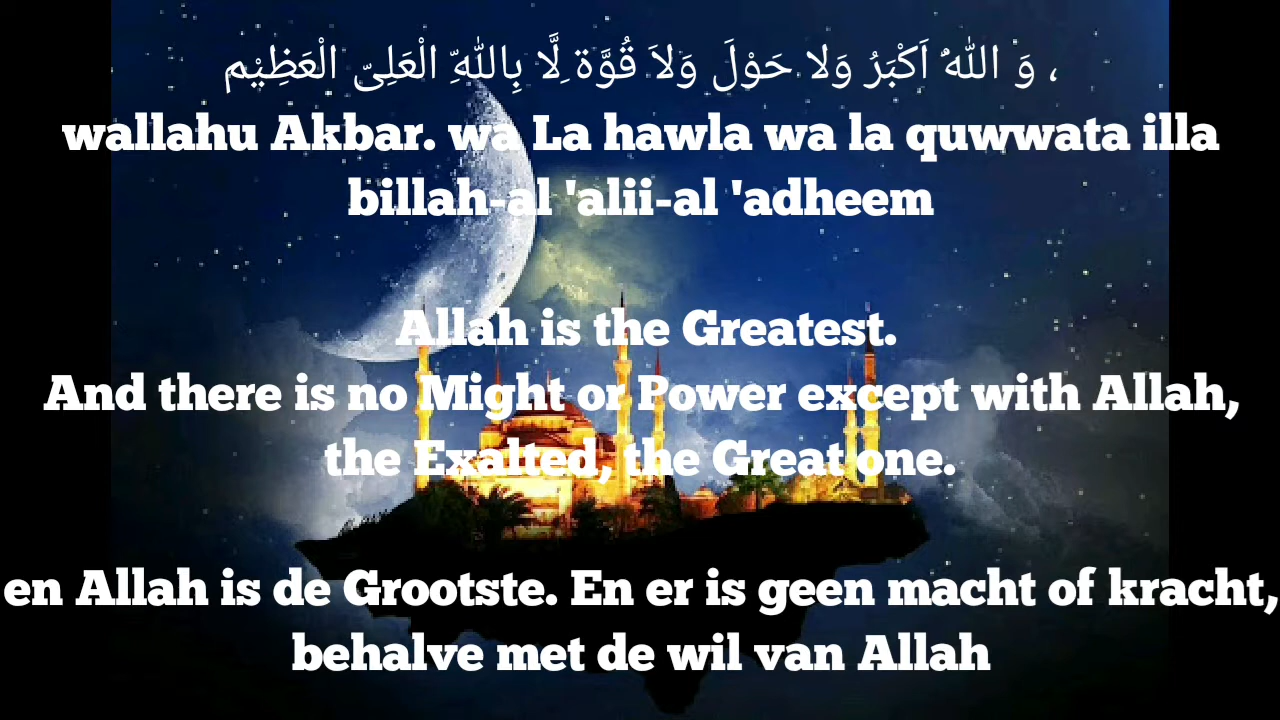 ، وَ اللّٰهُ اَكْبَرُ وَلا حَوْلَ وَلاَ قُوَّة ِلَّا بِاللّٰهِّ الْعَلِىّ الْعَظِيْم
wallahu Akbar. wa La hawla wa la quwwata illa
billah-al 'alii-al 'adheem
Allah is the Greatest.
And there is no Might or Power except with Allah,
the Exalted, the Great one.
en Allah is de Grootste. En er is geen macht of kracht,
behalve met de wil van Allah